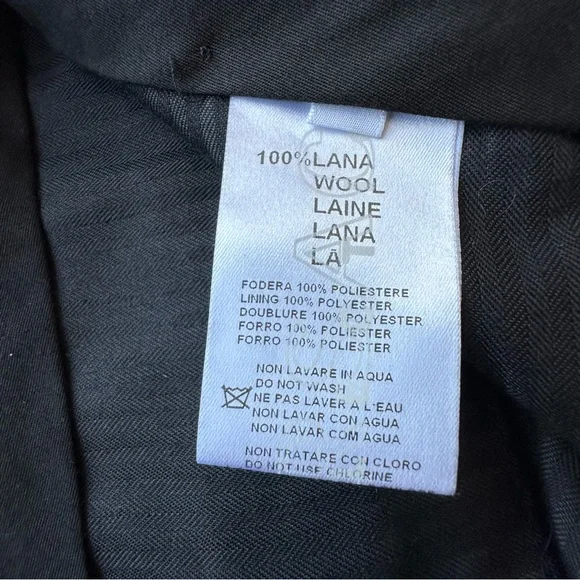 100%LANA
WOOL
LAINE
LANA
LÃ
FODERA 100% POLIESTERE
LINING 100% POLYESTER
DOUBLURE 100% POLYESTER
FORRO 100% POLIESTER
FORRO 100% POLIESTER
NON LAVARE IN AQUA
DO NOT WASH
NE PAS LAVER A L'EAU
NON LAVAR CON AGUA
NON LAVAR COM AGUA
NON TRATARE CON CLORO
DO NOT USE CHLORINE